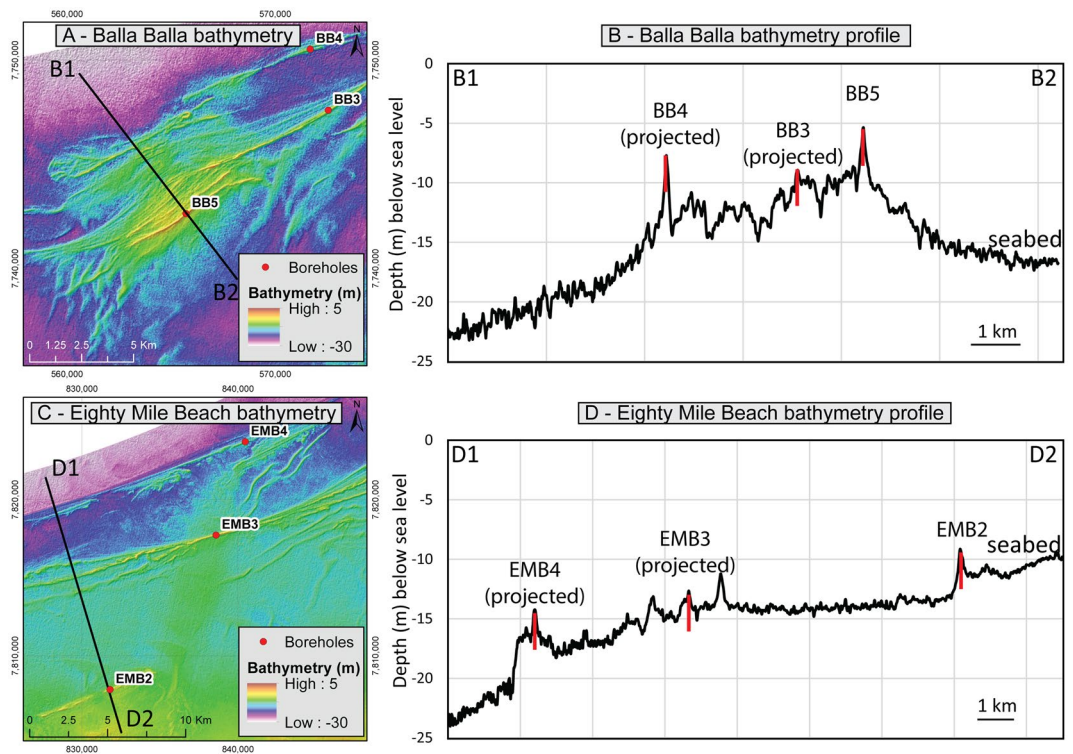 560,000
570,000
A - Balla Balla bathymetry
N
7,750,000
7,750,000
BB4
B1
BB3
BB5
7,740,000
7,740,000
B2
Boreholes
Bathymetry (m)
High : 5
Low : -30
0 1.25 2.5 5 Km
560,000
570,000
B - Balla Balla bathymetry profile
Depth (m) below sea level
0
-5
-10
-15
-20
-25
B1
B2
BB4
(projected)
BB3
(projected)
BB5
seabed
1 km
830,000
840,000
C - Eighty Mile Beach bathymetry
N
EMB4
D1
7,820,000
7,820,000
EMB3
7,810,000
7,810,000
EMB2
D2
Boreholes
Bathymetry (m)
High : 5
Low : -30
0 2.5 5 10 Km
830,000
840,000
D - Eighty Mile Beach bathymetry profile
Depth (m) below sea level
0
-5
-10
-15
-20
-25
D1
D2
EMB4
(projected)
EMB3
(projected)
EMB2
seabed
1 km